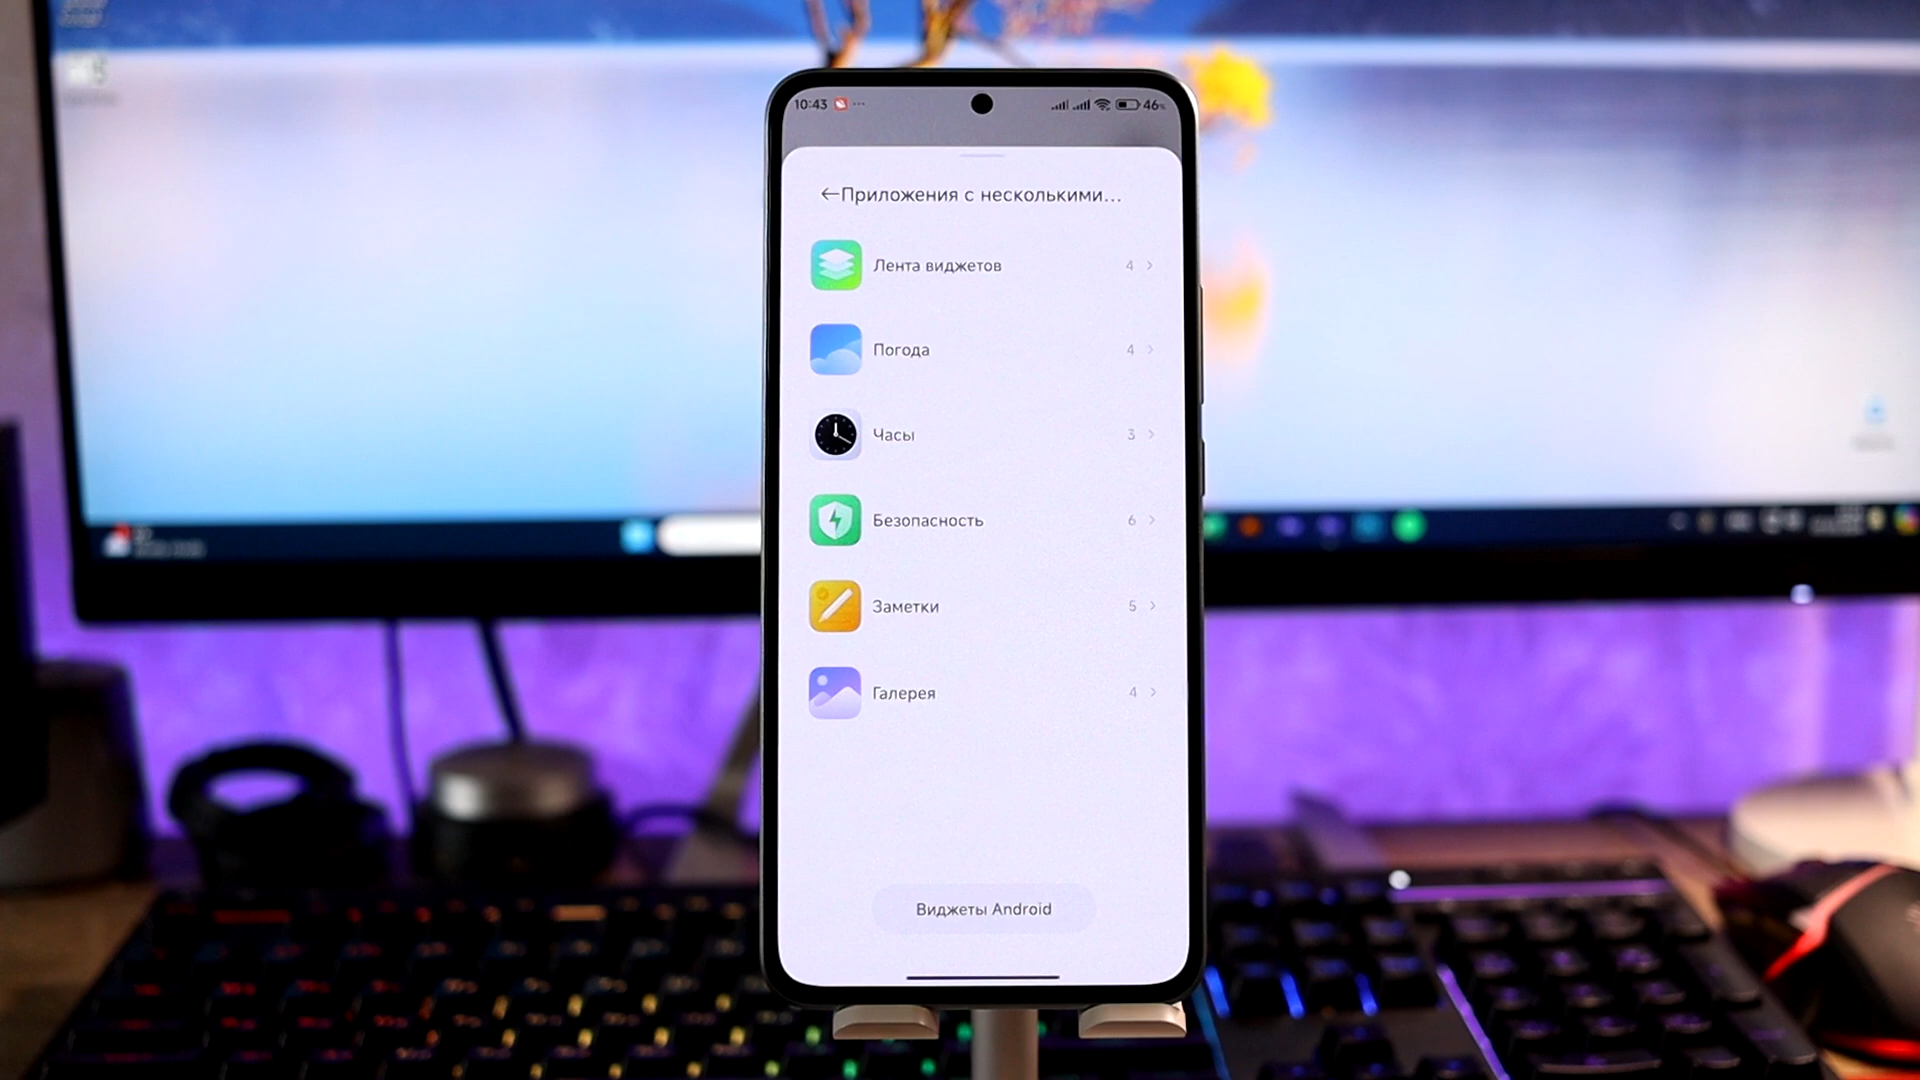 10:43 ... 46%
←Приложения с несколькими...
Лента виджетов 4 >
Погода 4 >
Часы 3 >
Безопасность 6 >
Заметки 5 >
Галерея 4 >
Виджеты Android